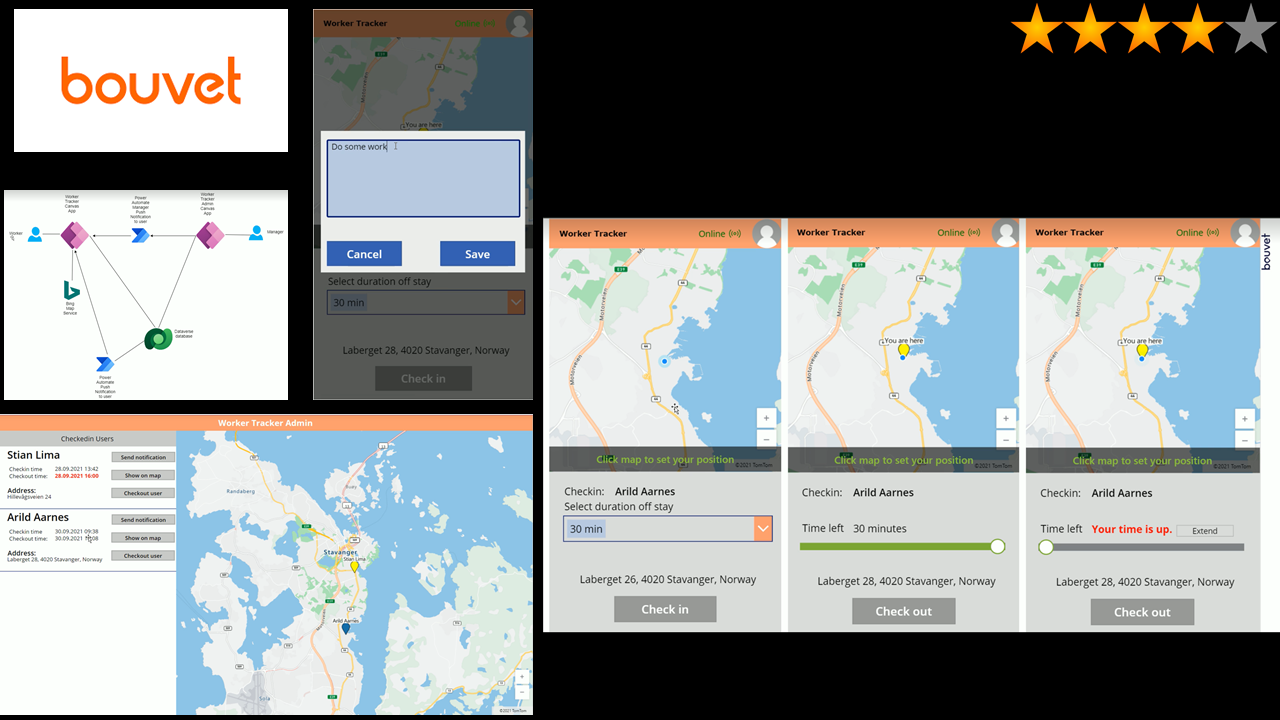 bouvet
Worker Tracker
You are here
Do some work
Cancel
Save
Select duration off stay
30 min
Laberget 28, 4020 Stavanger, Norway
Check in
Worker
Tracker
Canvas
App
Power
Automate
Manager
Push
Notification
to user
Worker
Tracker
Admin
Canvas
App
Worker
Manager
Bing
Map
Service
Dataverse
database
Power
Automate
Push
Notification
to user
Worker Tracker Admin
Checkedin Users
Stian Lima
Send notification
Checkin time 28.09.2021 13:42
Checkout time: 28.09.2021 16:00
Show on map
Address:
Hillevågsveien 24
Checkout user
Arild Aarnes
Send notification
Checkin time 30.09.2021 09:38
Checkout time: 30.09.2021
Show on map
Address:
Laberget 28, 4020 Stavanger, Norway
Checkout user
Randaberg
Stavanger
Stian Lima
Arild Aarnes
Sola
©2021 TomTom
Worker Tracker
Online
Motorveien
E39
Click map to set your position
©2021 TomTom
Checkin: Arild Aarnes
Select duration off stay
30 min
Laberget 26, 4020 Stavanger, Norway
Check in
Worker Tracker
Online
Motorveien
E39
You are here
Click map to set your position
©2021 TomTom
Checkin: Arild Aarnes
Time left 30 minutes
Laberget 28, 4020 Stavanger, Norway
Check out
Worker Tracker
Online
Motorveien
E39
You are here
Click map to set your position
©2021 TomTom
Checkin: Arild Aarnes
Time left Your time is up. Extend
Laberget 28, 4020 Stavanger, Norway
Check out
bouvet